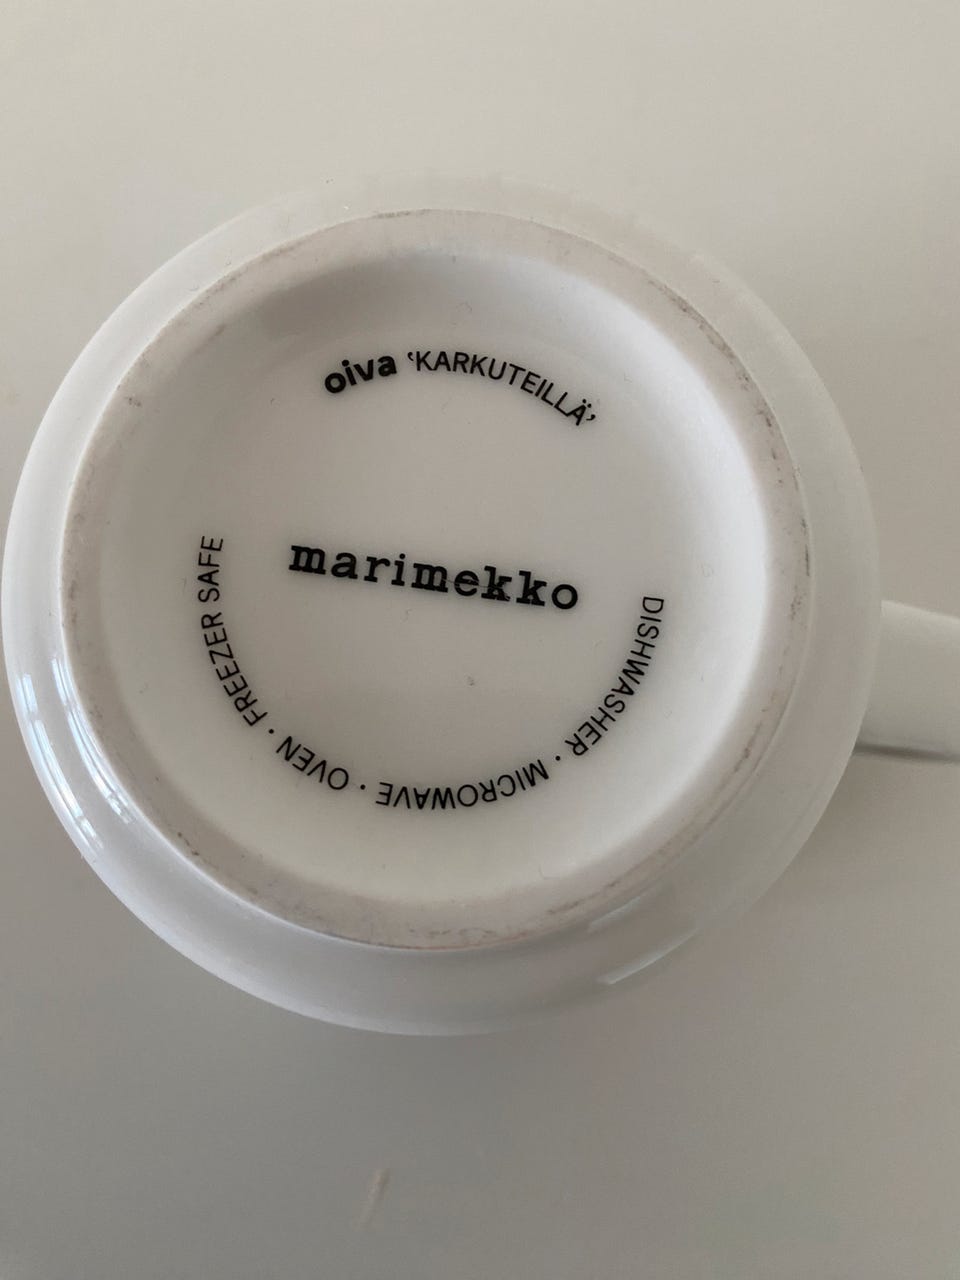 oiva ‘KARKUTEILLÄ’
marimekko
DISHWASHER · MICROWAVE · OVEN · FREEZER SAFE